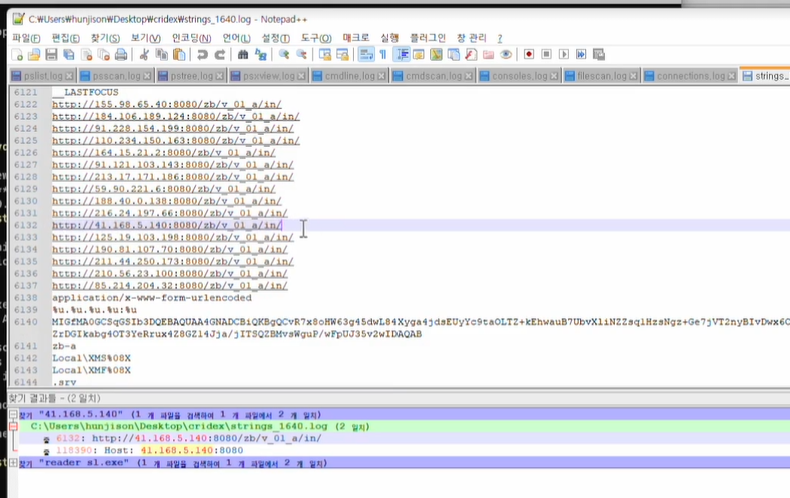 C:\Users\hunjison\Desktop\cridex\strings_1640.log - Notepad++
파일(F) 편집(E) 찾기(S) 보기(V) 인코딩(N) 언어(L) 설정(T) 도구(O) 매크로 실행 플러그인 창 관리 ?
pslist.log psscan.log pstree.log psxview.log cmdline.log cmdscan.log consoles.log filescan.log connections.log strings_
6121 __LASTFOCUS
6122 http://155.98.65.40:8080/zb/v_01_a/in/
6123 http://184.106.189.124:8080/zb/v_01_a/in/
6124 http://91.228.154.199:8080/zb/v_01_a/in/
6125 http://110.234.150.163:8080/zb/v_01_a/in/
6126 http://164.15.21.2:8080/zb/v_01_a/in/
6127 http://91.121.103.143:8080/zb/v_01_a/in/
6128 http://213.17.171.186:8080/zb/v_01_a/in/
6129 http://59.90.221.6:8080/zb/v_01_a/in/
6130 http://188.40.0.138:8080/zb/v_01_a/in/
6131 http://216.24.197.66:8080/zb/v_01_a/in/
6132 http://41.168.5.140:8080/zb/v_01_a/in/
6133 http://125.19.103.198:8080/zb/v_01_a/in/
6134 http://190.81.107.70:8080/zb/v_01_a/in/
6135 http://211.44.250.173:8080/zb/v_01_a/in/
6136 http://210.56.23.100:8080/zb/v_01_a/in/
6137 http://85.214.204.32:8080/zb/v_01_a/in/
6138 application/x-www-form-urlencoded
6139 %u.%u.%u.%u:%u
6140 MIGfMA0GCSqGSIb3DQEBAQUAA4GNADCBiQKBgQCvR7x8oHW63g45dwL84Xyga4jdsEUyYc9taOLTZ+kEhwauB7UbvXliNZZsqlHzsNgz+Ge7jVT2nyBIvDwx6C
ZrDGIkabg4OT3YeRrux4Z8GZ14Jja/jITSQZBMvsWguP/wFpUJ35v2wIDAQAB
6141 zb-a
6142 Local\XMS%08X
6143 Local\XMF%08X
6144 .srv
찾기 결과들 - (2 일치)
찾기 "41.168.5.140" (1 개 파일을 검색하여 1 개 파일에서 2 개 일치)
C:\Users\hunjison\Desktop\cridex\strings_1640.log (2 일치)
6132: http://41.168.5.140:8080/zb/v_01_a/in/
118390: Host: 41.168.5.140:8080
찾기 "reader sl.exe" (1 개 파일을 검색하여 1 개 파일에서 2 개 일치)